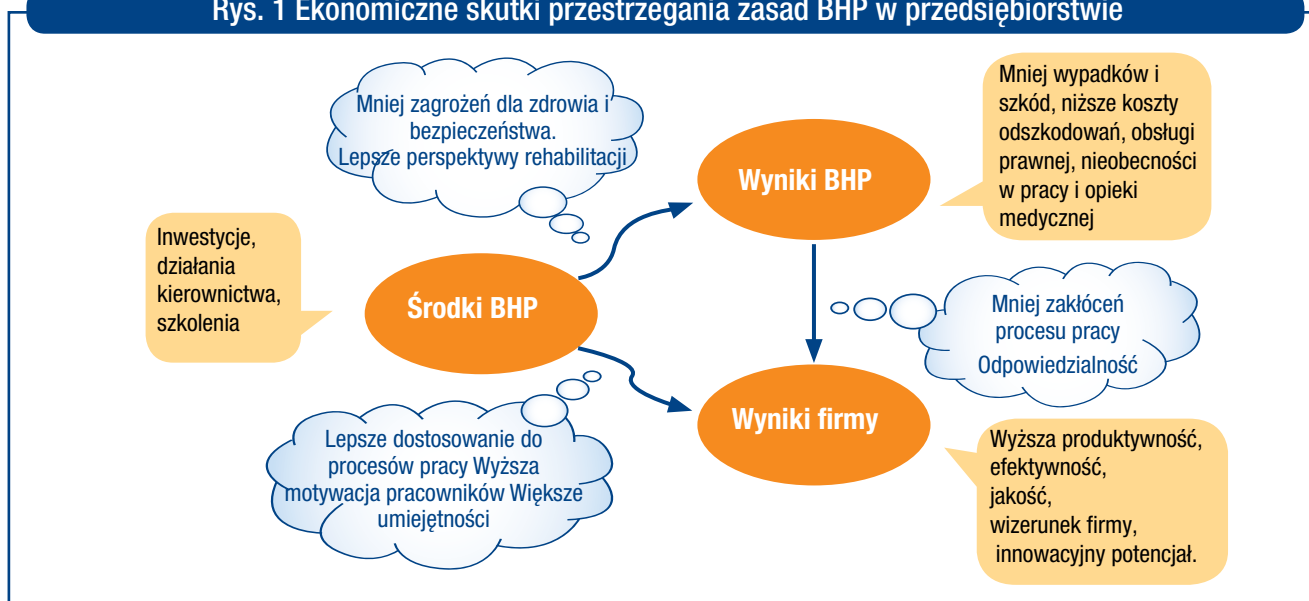 Rys. 1 Ekonomiczne skutki przestrzegania zasad BHP w przedsiębiorstwie
Mniej zagrożeń dla zdrowia i
bezpieczeństwa.
Lepsze perspektywy rehabilitacji
Wyniki BHP
Mniej wypadków i
szkód, niższe koszty
odszkodowań, obsługi
prawnej, nieobecności
w pracy i opieki
medycznej
Inwestycje,
działania
kierownictwa,
szkolenia
Środki BHP
Mniej zakłóceń
procesu pracy
Odpowiedzialność
Lepsze dostosowanie do
procesów pracy Wyższa
motywacja pracowników Większe
umiejętności
Wyniki firmy
Wyższa produktywność,
efektywność,
jakość,
wizerunek firmy,
innowacyjny potencjał.